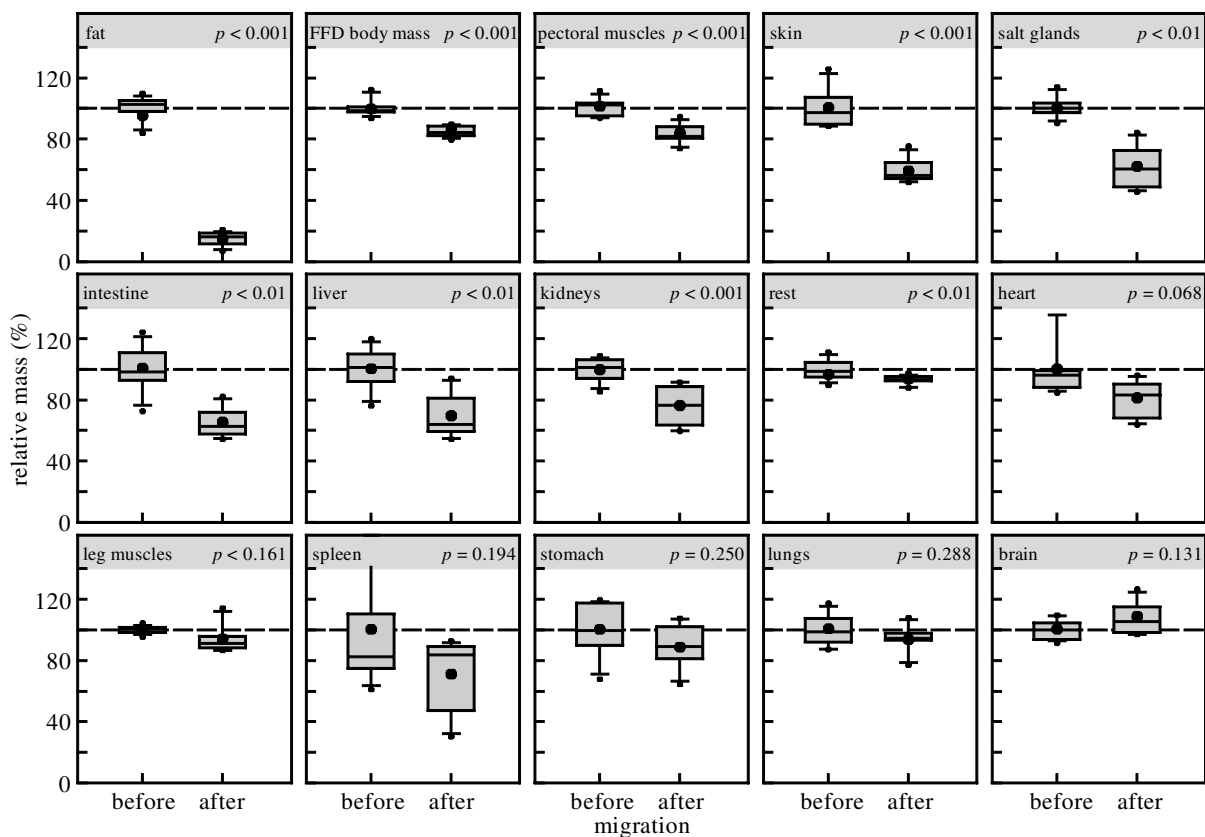 fat p < 0.001
FFD body mass p < 0.001
pectoral muscles p < 0.001
skin p < 0.001
salt glands p < 0.01
120
80
40
0
intestine p < 0.01
liver p < 0.01
kidneys p < 0.001
rest p < 0.01
heart p = 0.068
relative mass (%)
120
80
40
0
leg muscles p < 0.161
spleen p = 0.194
stomach p = 0.250
lungs p = 0.288
brain p = 0.131
120
80
40
0
before after
before after
before after
before after
before after
migration